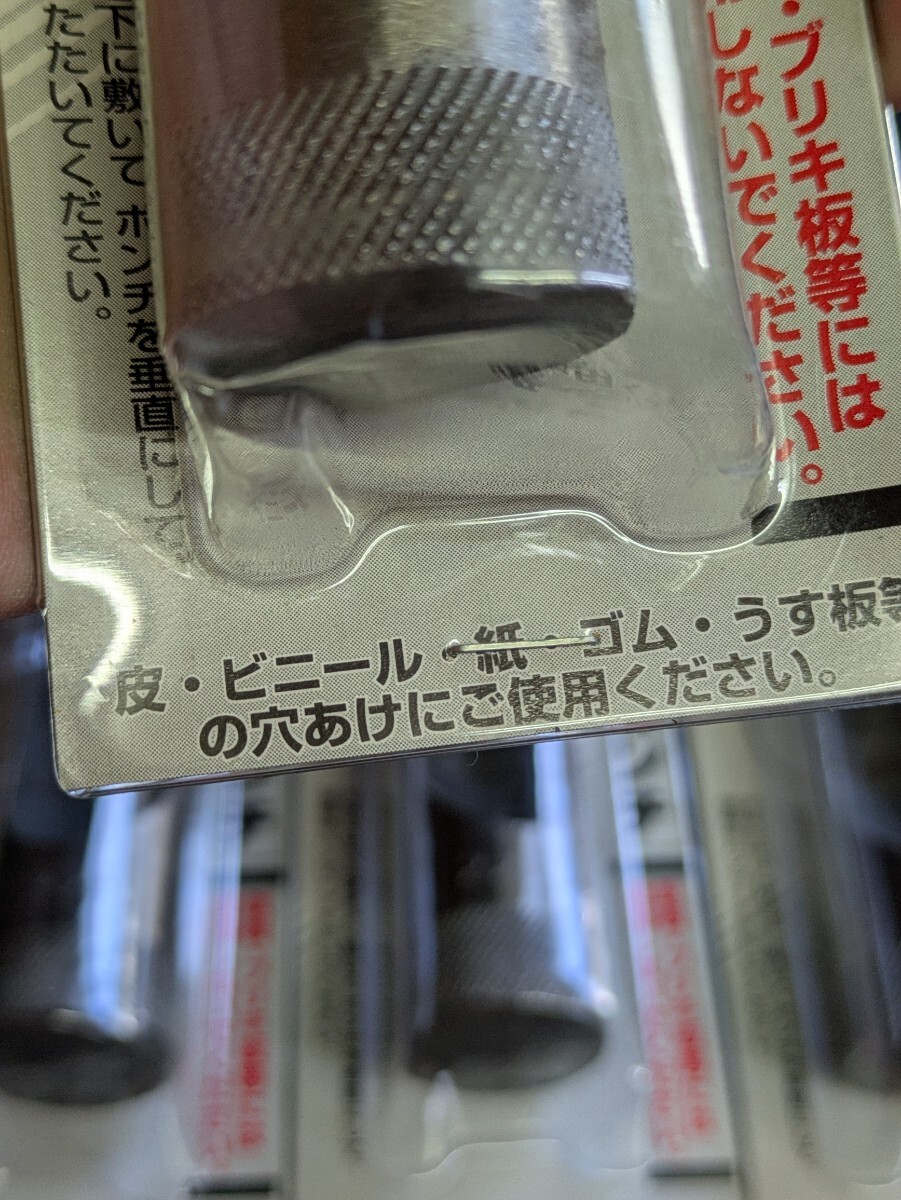 ・ブリキ板等には
しないでください。
下に敷いて ポンチを垂直にして
たたいてください。
皮・ビニール・紙・ゴム・うす板等
の穴あけにご使用ください。